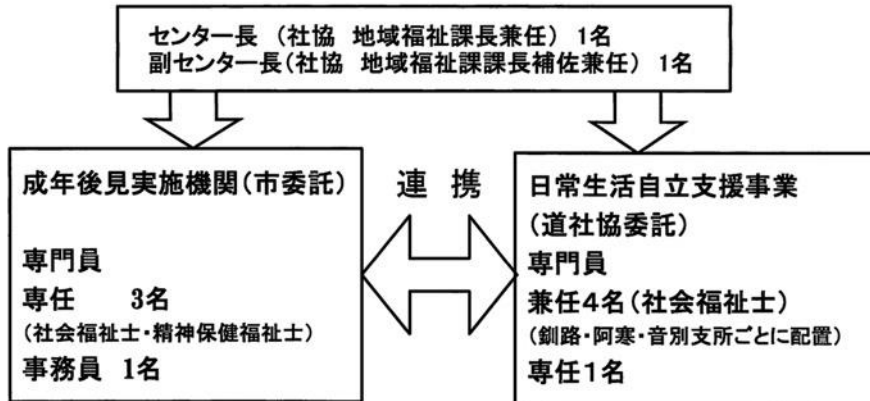 センター長 （社協 地域福祉課長兼任） 1名
副センター長（社協 地域福祉課課長補佐兼任） 1名
成年後見実施機関（市委託）
専門員
専任 3名
（社会福祉士・精神保健福祉士）
事務員 1名
連 携
日常生活自立支援事業
（道社協委託）
専門員
兼任4名（社会福祉士）
（釧路・阿寒・音別支所ごとに配置）
専任1名